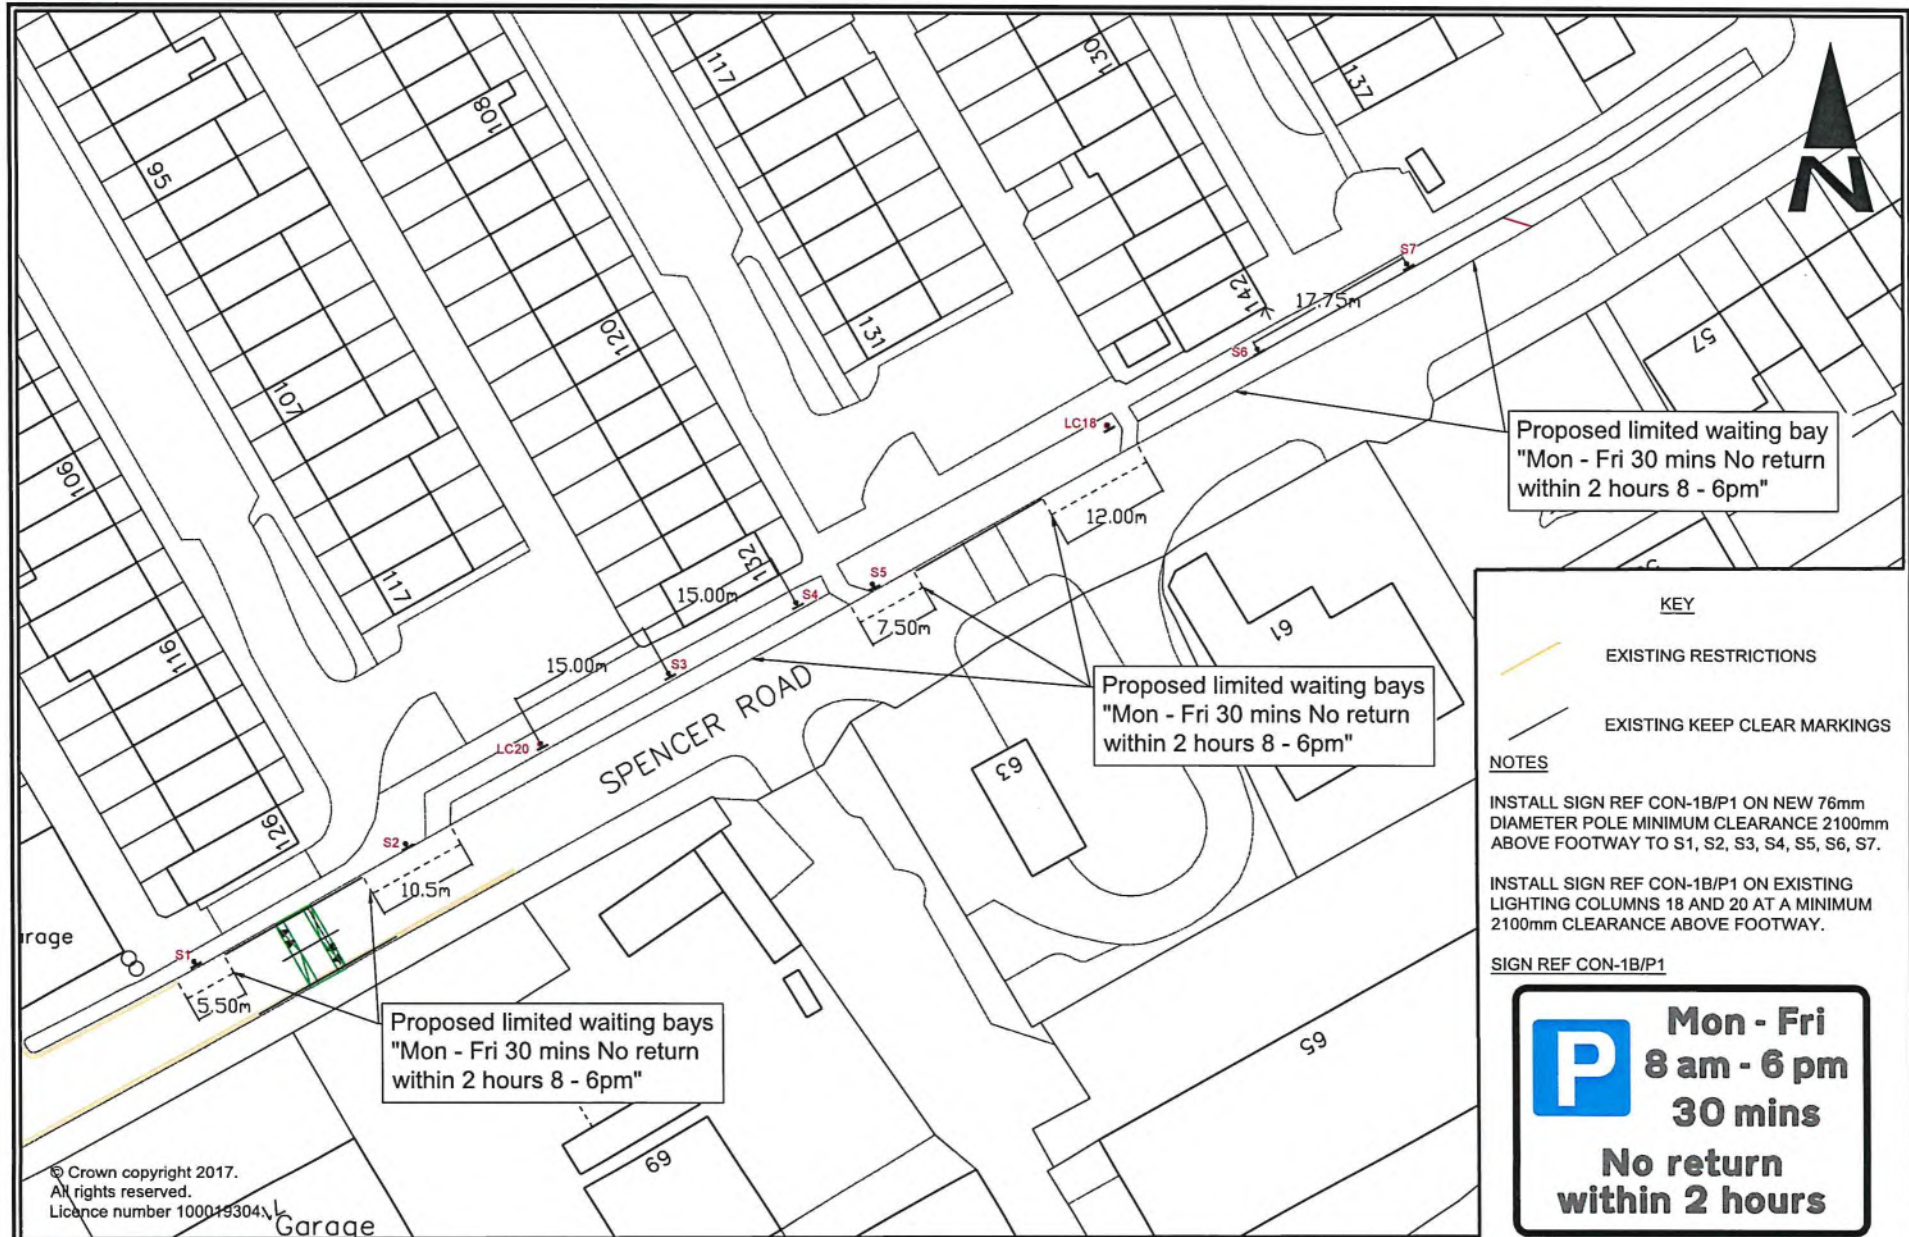 117
130
137
108
95
N
S7
142
17.75m
120
131
S6
57
107
LC18
Proposed limited waiting bay
"Mon - Fri 30 mins No return
within 2 hours 8 - 6pm"
106
12.00m
132
S5
117
15.00m
S4
7.50m
61
116
15.00m
S3
Proposed limited waiting bays
"Mon - Fri 30 mins No return
within 2 hours 8 - 6pm"
SPENCER ROAD
LC20
63
126
S2
10.5m
irage
S1
5.50m
Proposed limited waiting bays
"Mon - Fri 30 mins No return
within 2 hours 8 - 6pm"
65
69
© Crown copyright 2017.
All rights reserved.
Licence number 100019304.
Garage
KEY
EXISTING RESTRICTIONS
EXISTING KEEP CLEAR MARKINGS
NOTES
INSTALL SIGN REF CON-1B/P1 ON NEW 76mm
DIAMETER POLE MINIMUM CLEARANCE 2100mm
ABOVE FOOTWAY TO S1, S2, S3, S4, S5, S6, S7.
INSTALL SIGN REF CON-1B/P1 ON EXISTING
LIGHTING COLUMNS 18 AND 20 AT A MINIMUM
2100mm CLEARANCE ABOVE FOOTWAY.
SIGN REF CON-1B/P1
P
Mon - Fri
8 am - 6 pm
30 mins
No return
within 2 hours